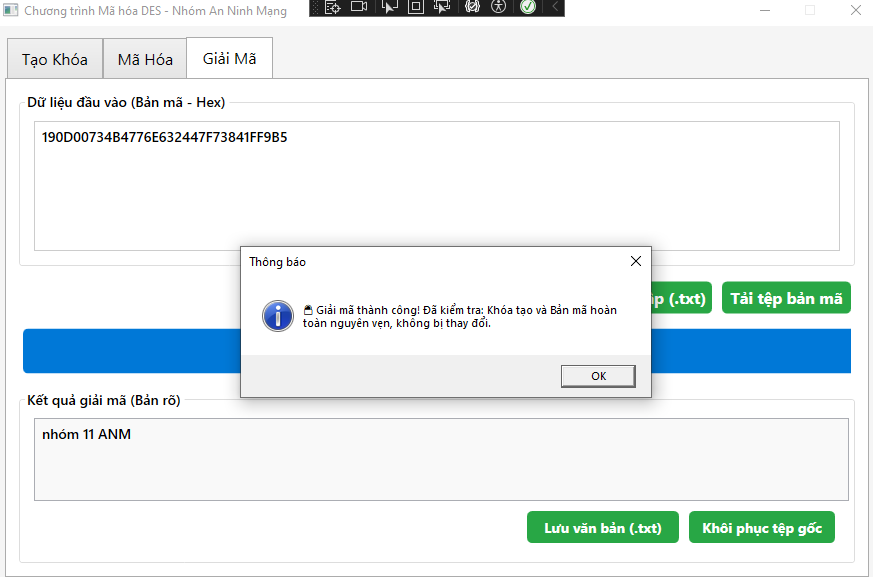 Chương trình Mã hóa DES - Nhóm An Ninh Mạng
Tạo Khóa
Mã Hóa
Giải Mã
Dữ liệu đầu vào (Bản mã - Hex)
190D00734B4776E632447F73841FF9B5
(.txt)
Tải tệp bản mã
Thông báo
Giải mã thành công! Đã kiểm tra: Khóa tạo và Bản mã hoàn
toàn nguyên vẹn, không bị thay đổi.
OK
Kết quả giải mã (Bản rõ)
nhóm 11 ANM
Lưu văn bản (.txt)
Khôi phục tệp gốc